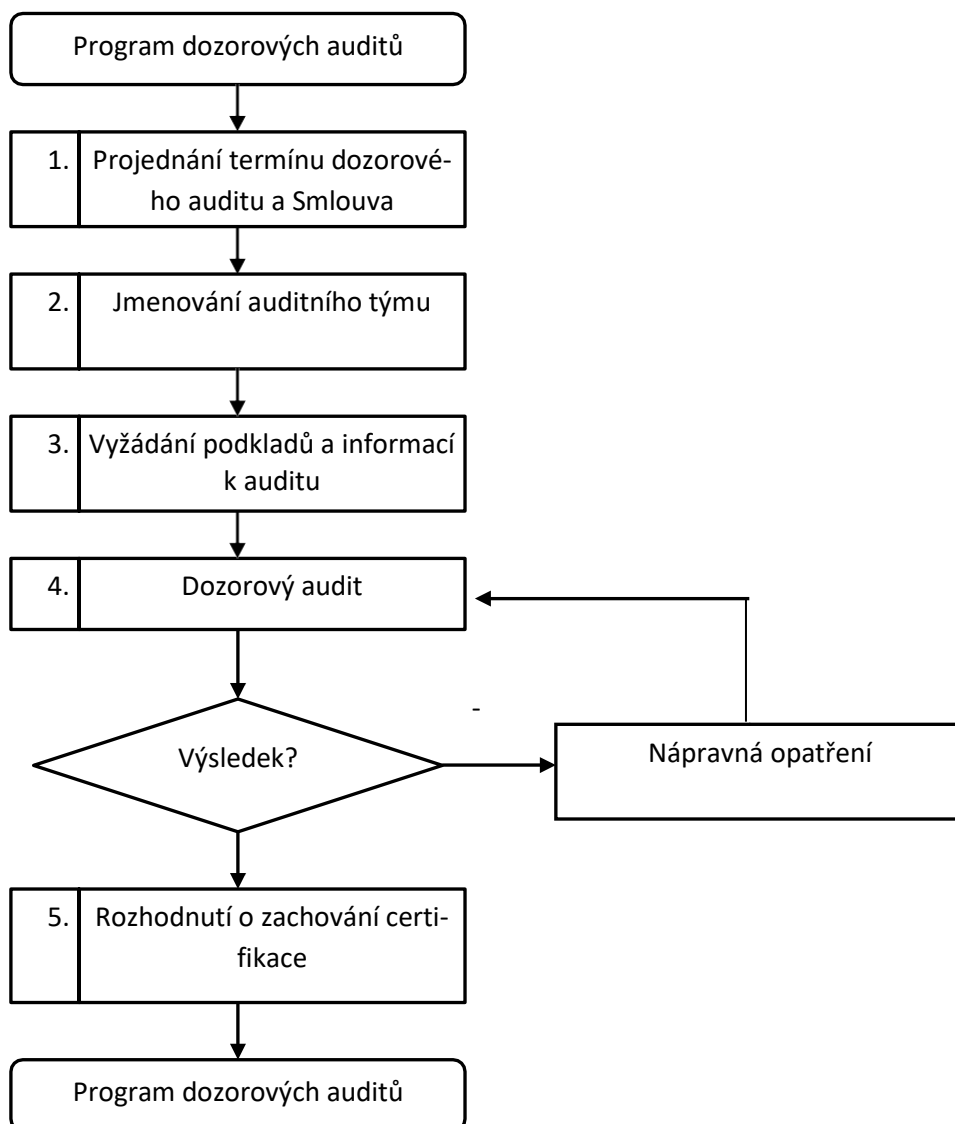 Program dozorových auditů
1. Projednání termínu dozorové-
ho auditu a Smlouva
2. Jmenování auditního týmu
3. Vyžádání podkladů a informací
k auditu
4. Dozorový audit
-
Výsledek?
Nápravná opatření
5. Rozhodnutí o zachování certi-
fikace
Program dozorových auditů